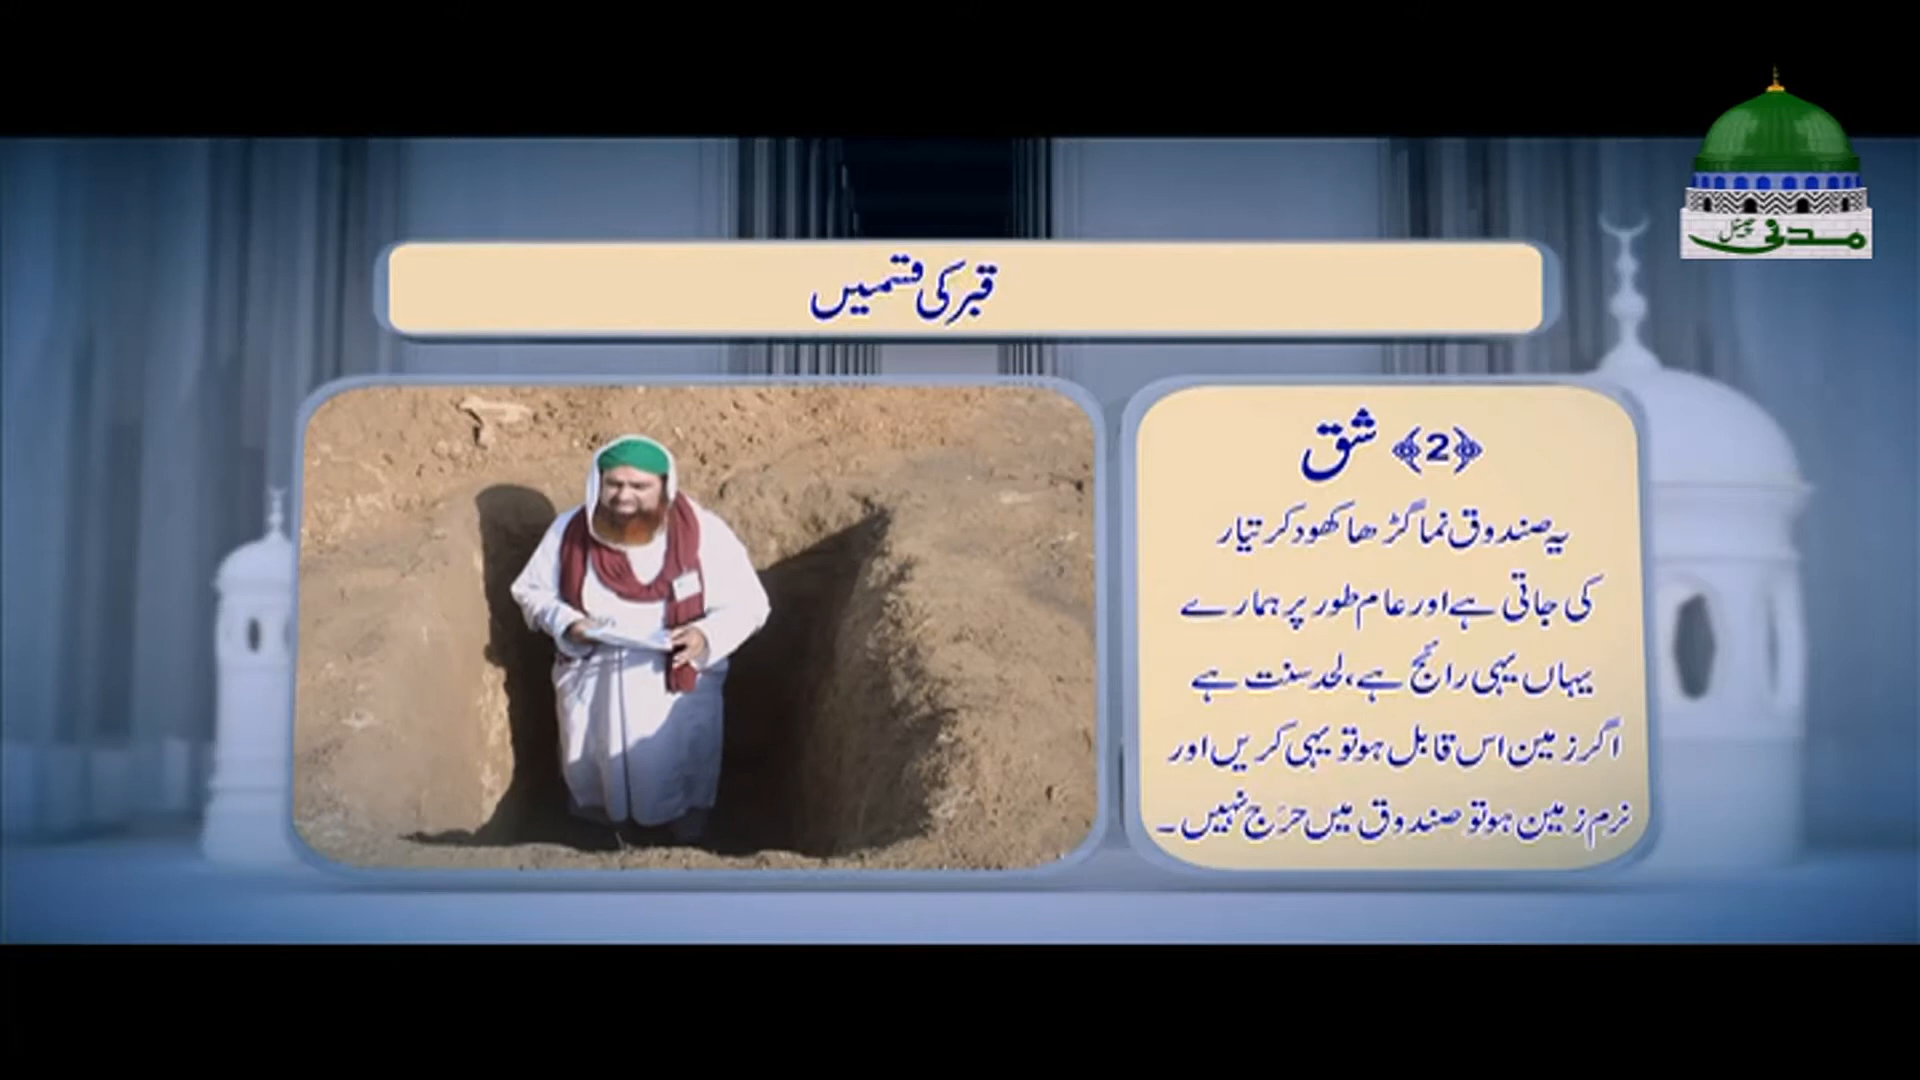 مدنی چینل
قبر کی قسمیں
﴿2﴾ شق
یہ صندوق نما گڑھا کھود کر تیار
کی جاتی ہے اور عام طور پر ہمارے
یہاں یہی رائج ہے، لحد سنت ہے
اگر زمین اس قابل ہو تو یہی کریں اور
نرم زمین ہو تو صندوق میں حرج نہیں۔